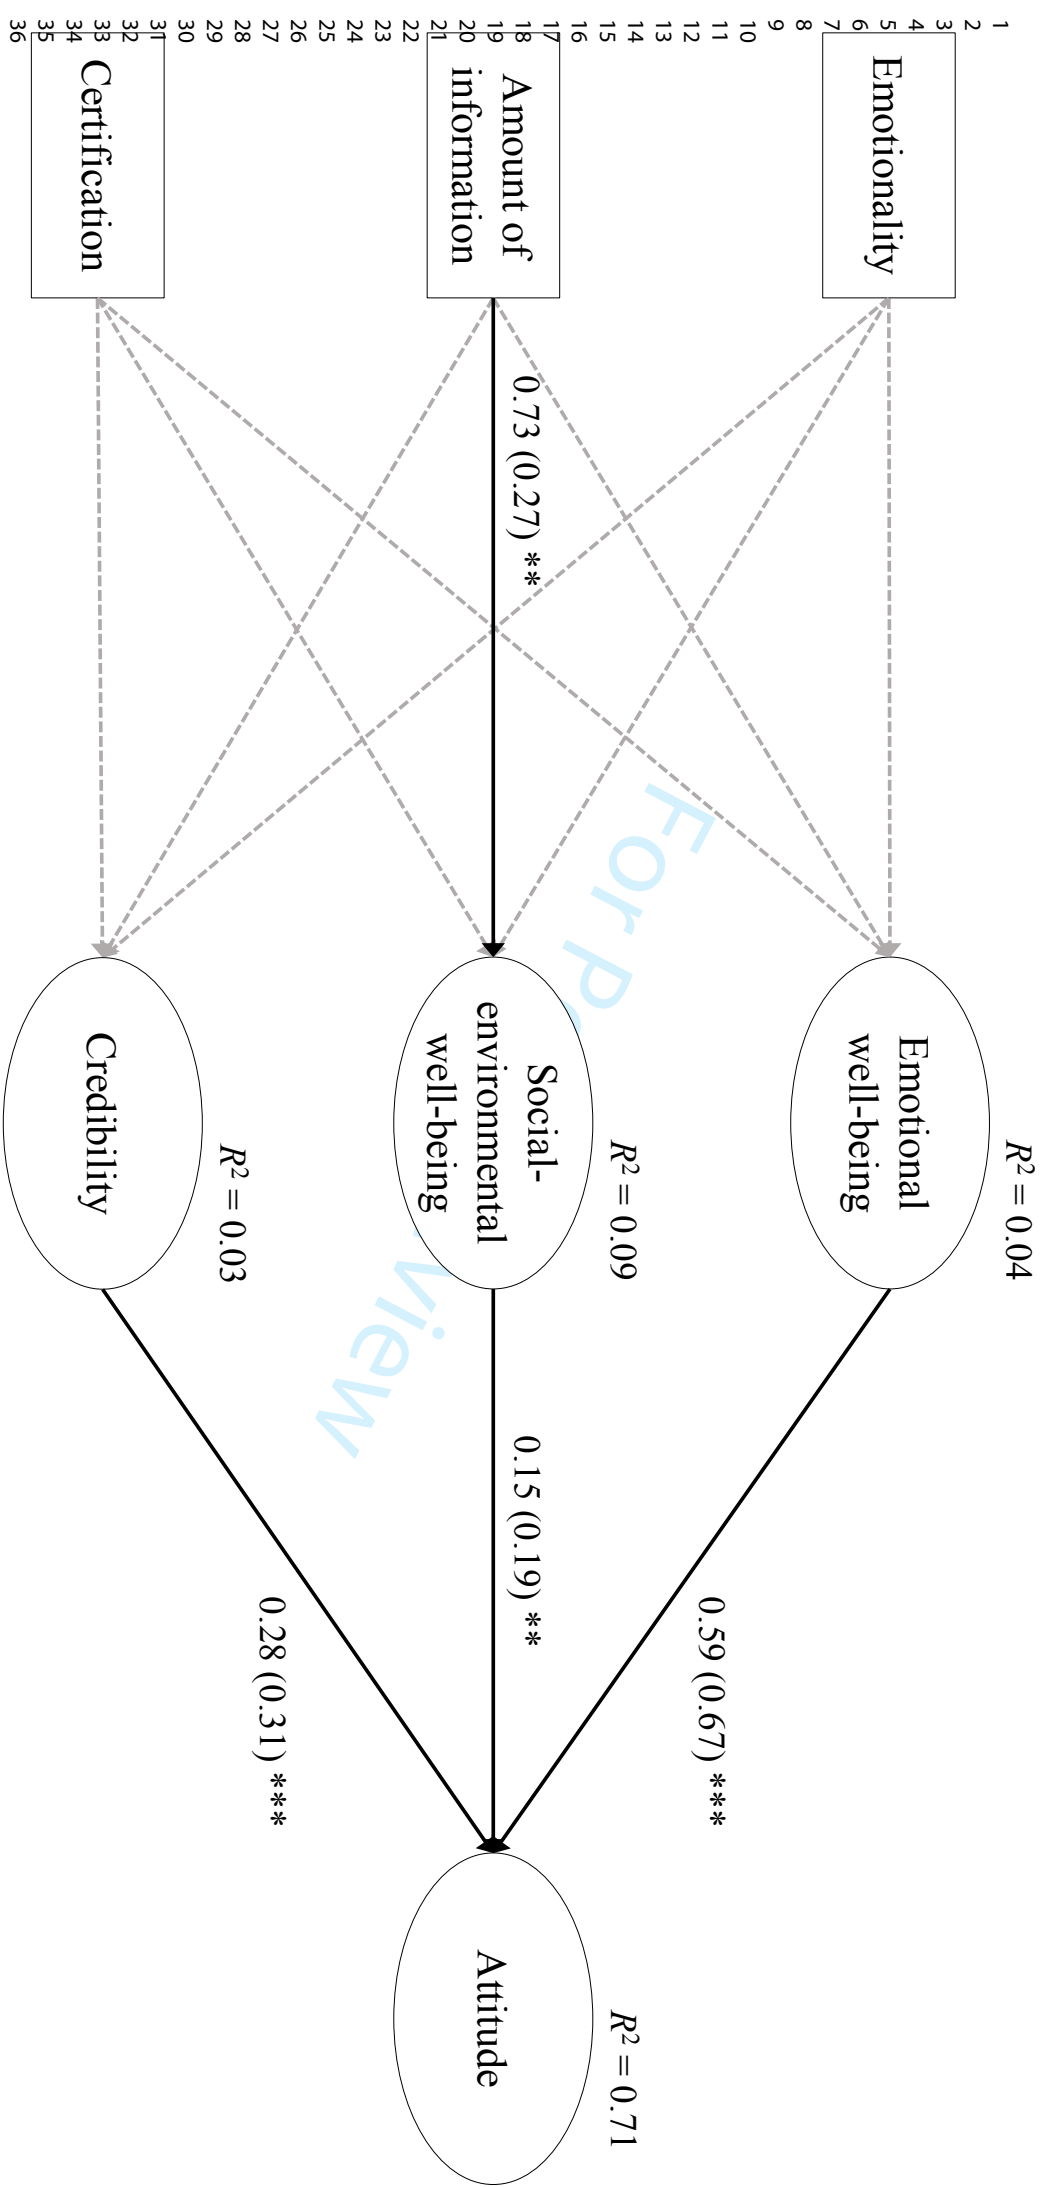 1
2
3
4
5
6
7
8
9
10
11
12
13
14
15
16
17
18
19
20
21
22
23
24
25
26
27
28
29
30
31
32
33
34
35
36
Emotionality
Amount of
information
Certification
0.73 (0.27) **
R² = 0.04
Emotional
well-being
R² = 0.09
Social-
environmental
well-being
R² = 0.03
Credibility
0.59 (0.67) ***
0.15 (0.19) **
0.28 (0.31) ***
R² = 0.71
Attitude
For P
view